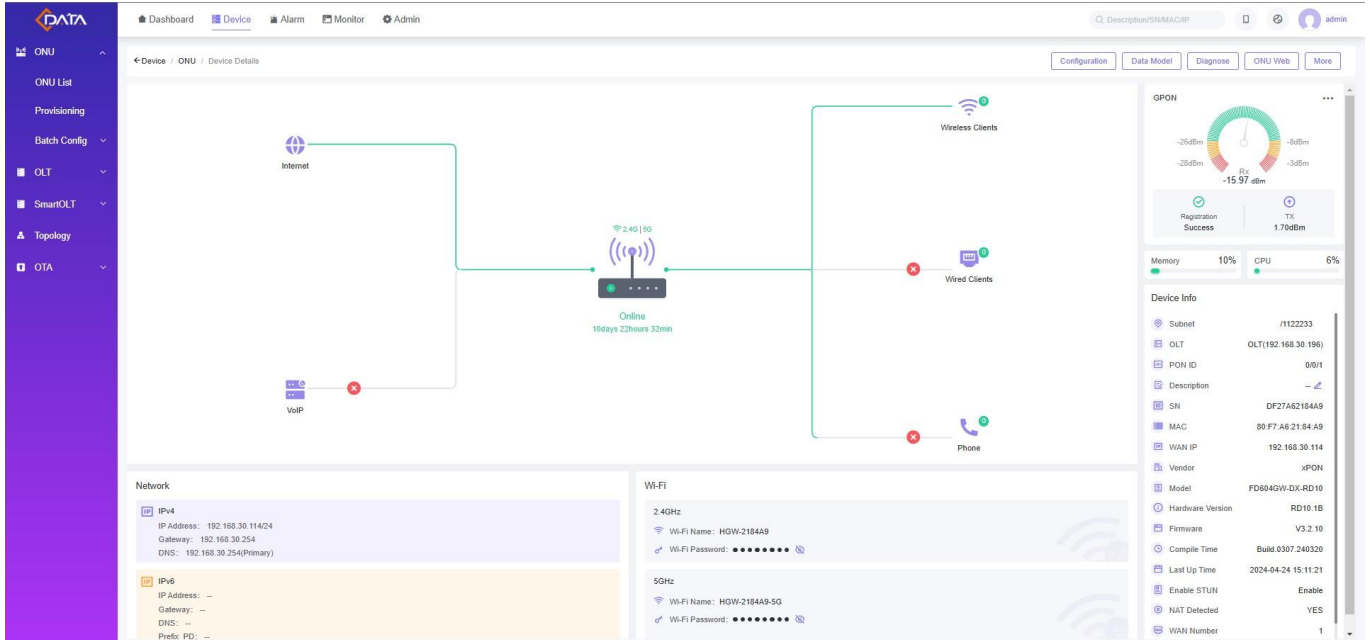 DATA
Dashboard Device Alarm Monitor Admin
Description/SN/MAC/IP
admin
ONU
ONU List
Provisioning
Batch Config
OLT
SmartOLT
Topology
OTA
←Device / ONU / Device Details
Configuration Data Model Diagnose ONU Web More
Internet
VoIP
2.4G | 5G
Online
10days 22hours 32min
0
Wireless Clients
0
Wired Clients
0
Phone
GPON
-26dBm -8dBm
-28dBm -3dBm
Rx
-15.97 dBm
Registration TX
Success 1.70dBm
Memory 10% CPU 6%
Device Info
Subnet /1122233
OLT OLT(192.168.30.196)
PON ID 0/0/1
Description --
SN DF27A62184A9
MAC 80:F7:A6:21:84:A9
WAN IP 192.168.30.114
Vendor xPON
Model FD604GW-DX-RD10
Hardware Version RD10.1B
Firmware V3.2.10
Compile Time Build.0307.240320
Last Up Time 2024-04-24 15:11:21
Enable STUN Enable
NAT Detected YES
WAN Number 1
Network
IP IPv4
IP Address: 192.168.30.114/24
Gateway: 192.168.30.254
DNS: 192.168.30.254(Primary)
IP IPv6
IP Address: --
Gateway: --
DNS: --
Prefix PD: --
Wi-Fi
2.4GHz
Wi-Fi Name: HGW-2184A9
Wi-Fi Password: ●●●●●●●●
5GHz
Wi-Fi Name: HGW-2184A9-5G
Wi-Fi Password: ●●●●●●●●